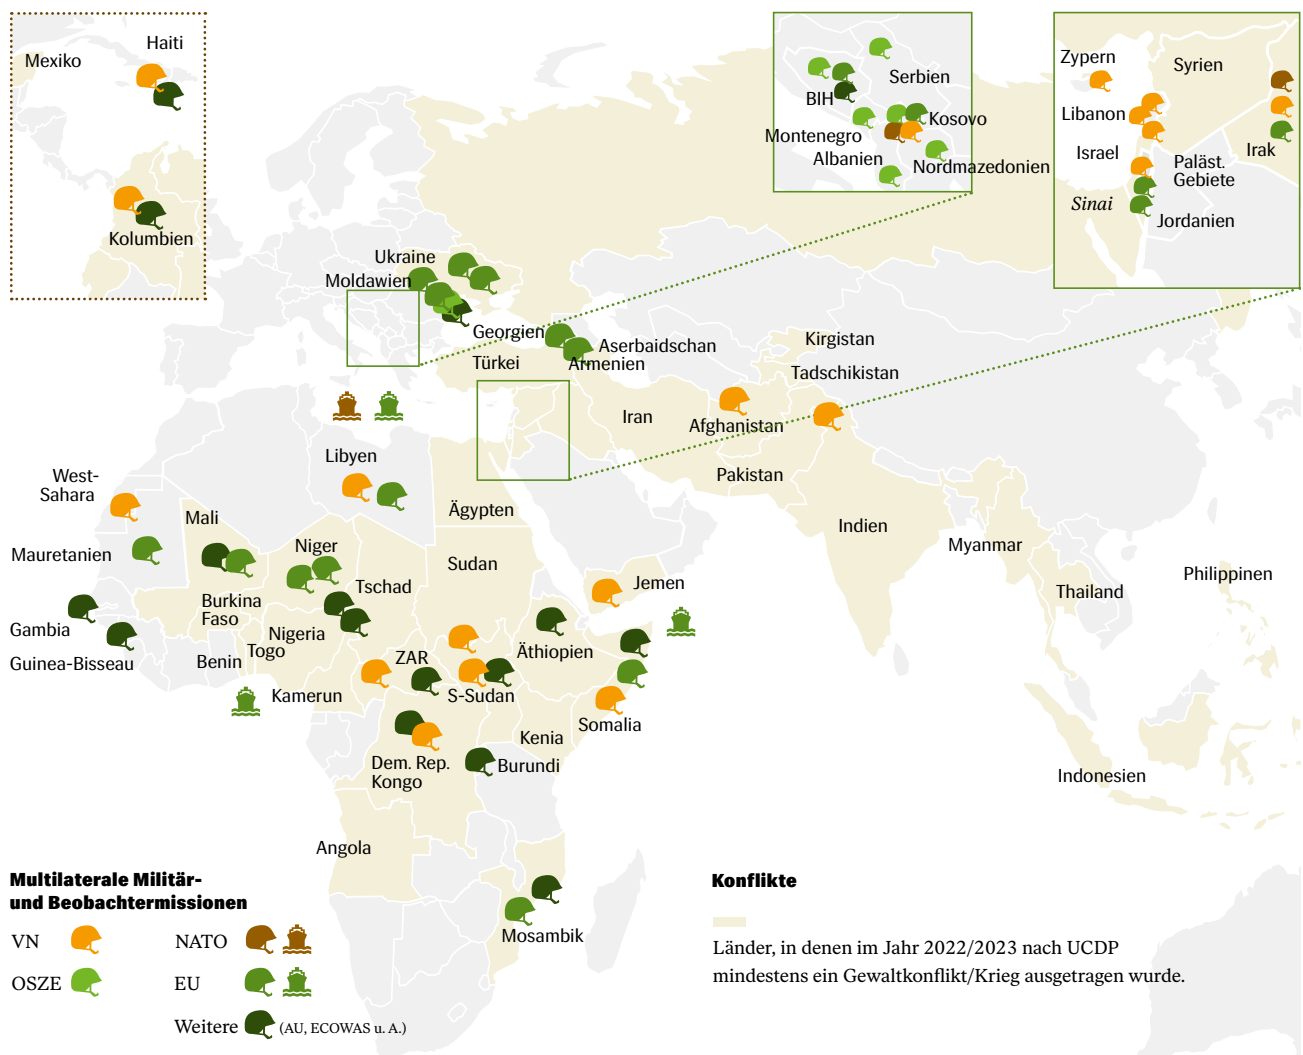 Haiti
Mexiko
Kolumbien
Serbien
BIH
Kosovo
Montenegro
Albanien
Nordmazedonien
Zypern
Syrien
Libanon
Irak
Israel
Paläst.
Gebiete
Sinai
Jordanien
Ukraine
Moldawien
Georgien
Aserbaidschan
Armenien
Türkei
Kirgistan
Tadschikistan
Iran
Afghanistan
Pakistan
Libyen
West-
Sahara
Ägypten
Indien
Mali
Mauretanien
Niger
Sudan
Myanmar
Tschad
Jemen
Thailand
Philippinen
Burkina
Faso
Gambia
Nigeria
Togo
Guinea-Bisseau
Benin
ZAR
Äthiopien
Kamerun
S-Sudan
Somalia
Kenia
Dem. Rep.
Kongo
Burundi
Indonesien
Angola
Mosambik
Multilaterale Militär-
und Beobachtermissionen
VN
NATO
OSZE
EU
Weitere
(AU, ECOWAS u. A.)
Konflikte
Länder, in denen im Jahr 2022/2023 nach UCDP
mindestens ein Gewaltkonflikt/Krieg ausgetragen wurde.